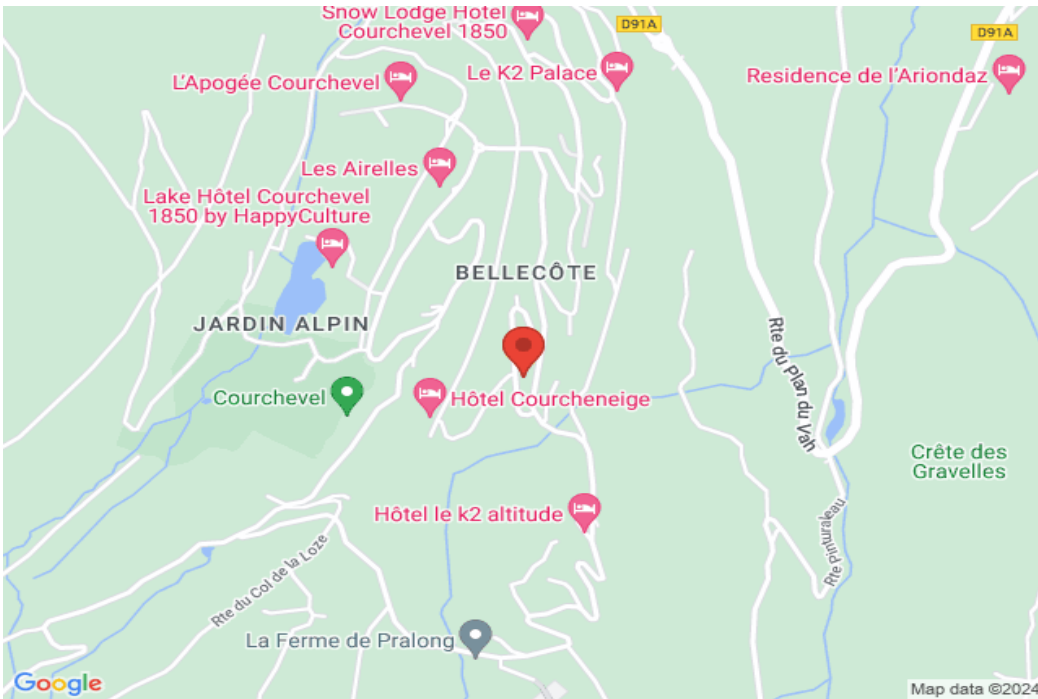 Snow Lodge Hotel
Courchevel 1850
D91A
D91A
L'Apogée Courchevel
Le K2 Palace
Residence de l'Ariondaz
Les Airelles
Lake Hôtel Courchevel
1850 by HappyCulture
BELLECÔTE
JARDIN ALPIN
Rte du Plan du Vah
Courchevel
Hôtel Courcheneige
Crête des
Gravelles
Hôtel le k2 altitude
Rte du Col de la Loze
Rte pinturaleau
La Ferme de Pralong
Google
Map data ©2024